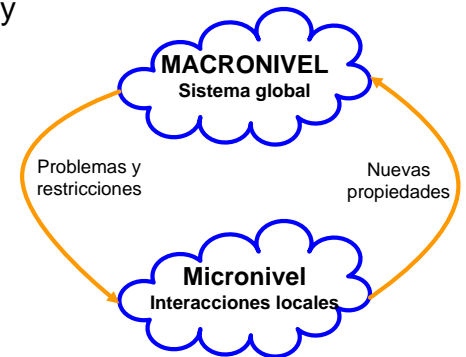 y
MACRONIVEL
Sistema global
Problemas y
restricciones
Nuevas
propiedades
Micronivel
Interacciones locales